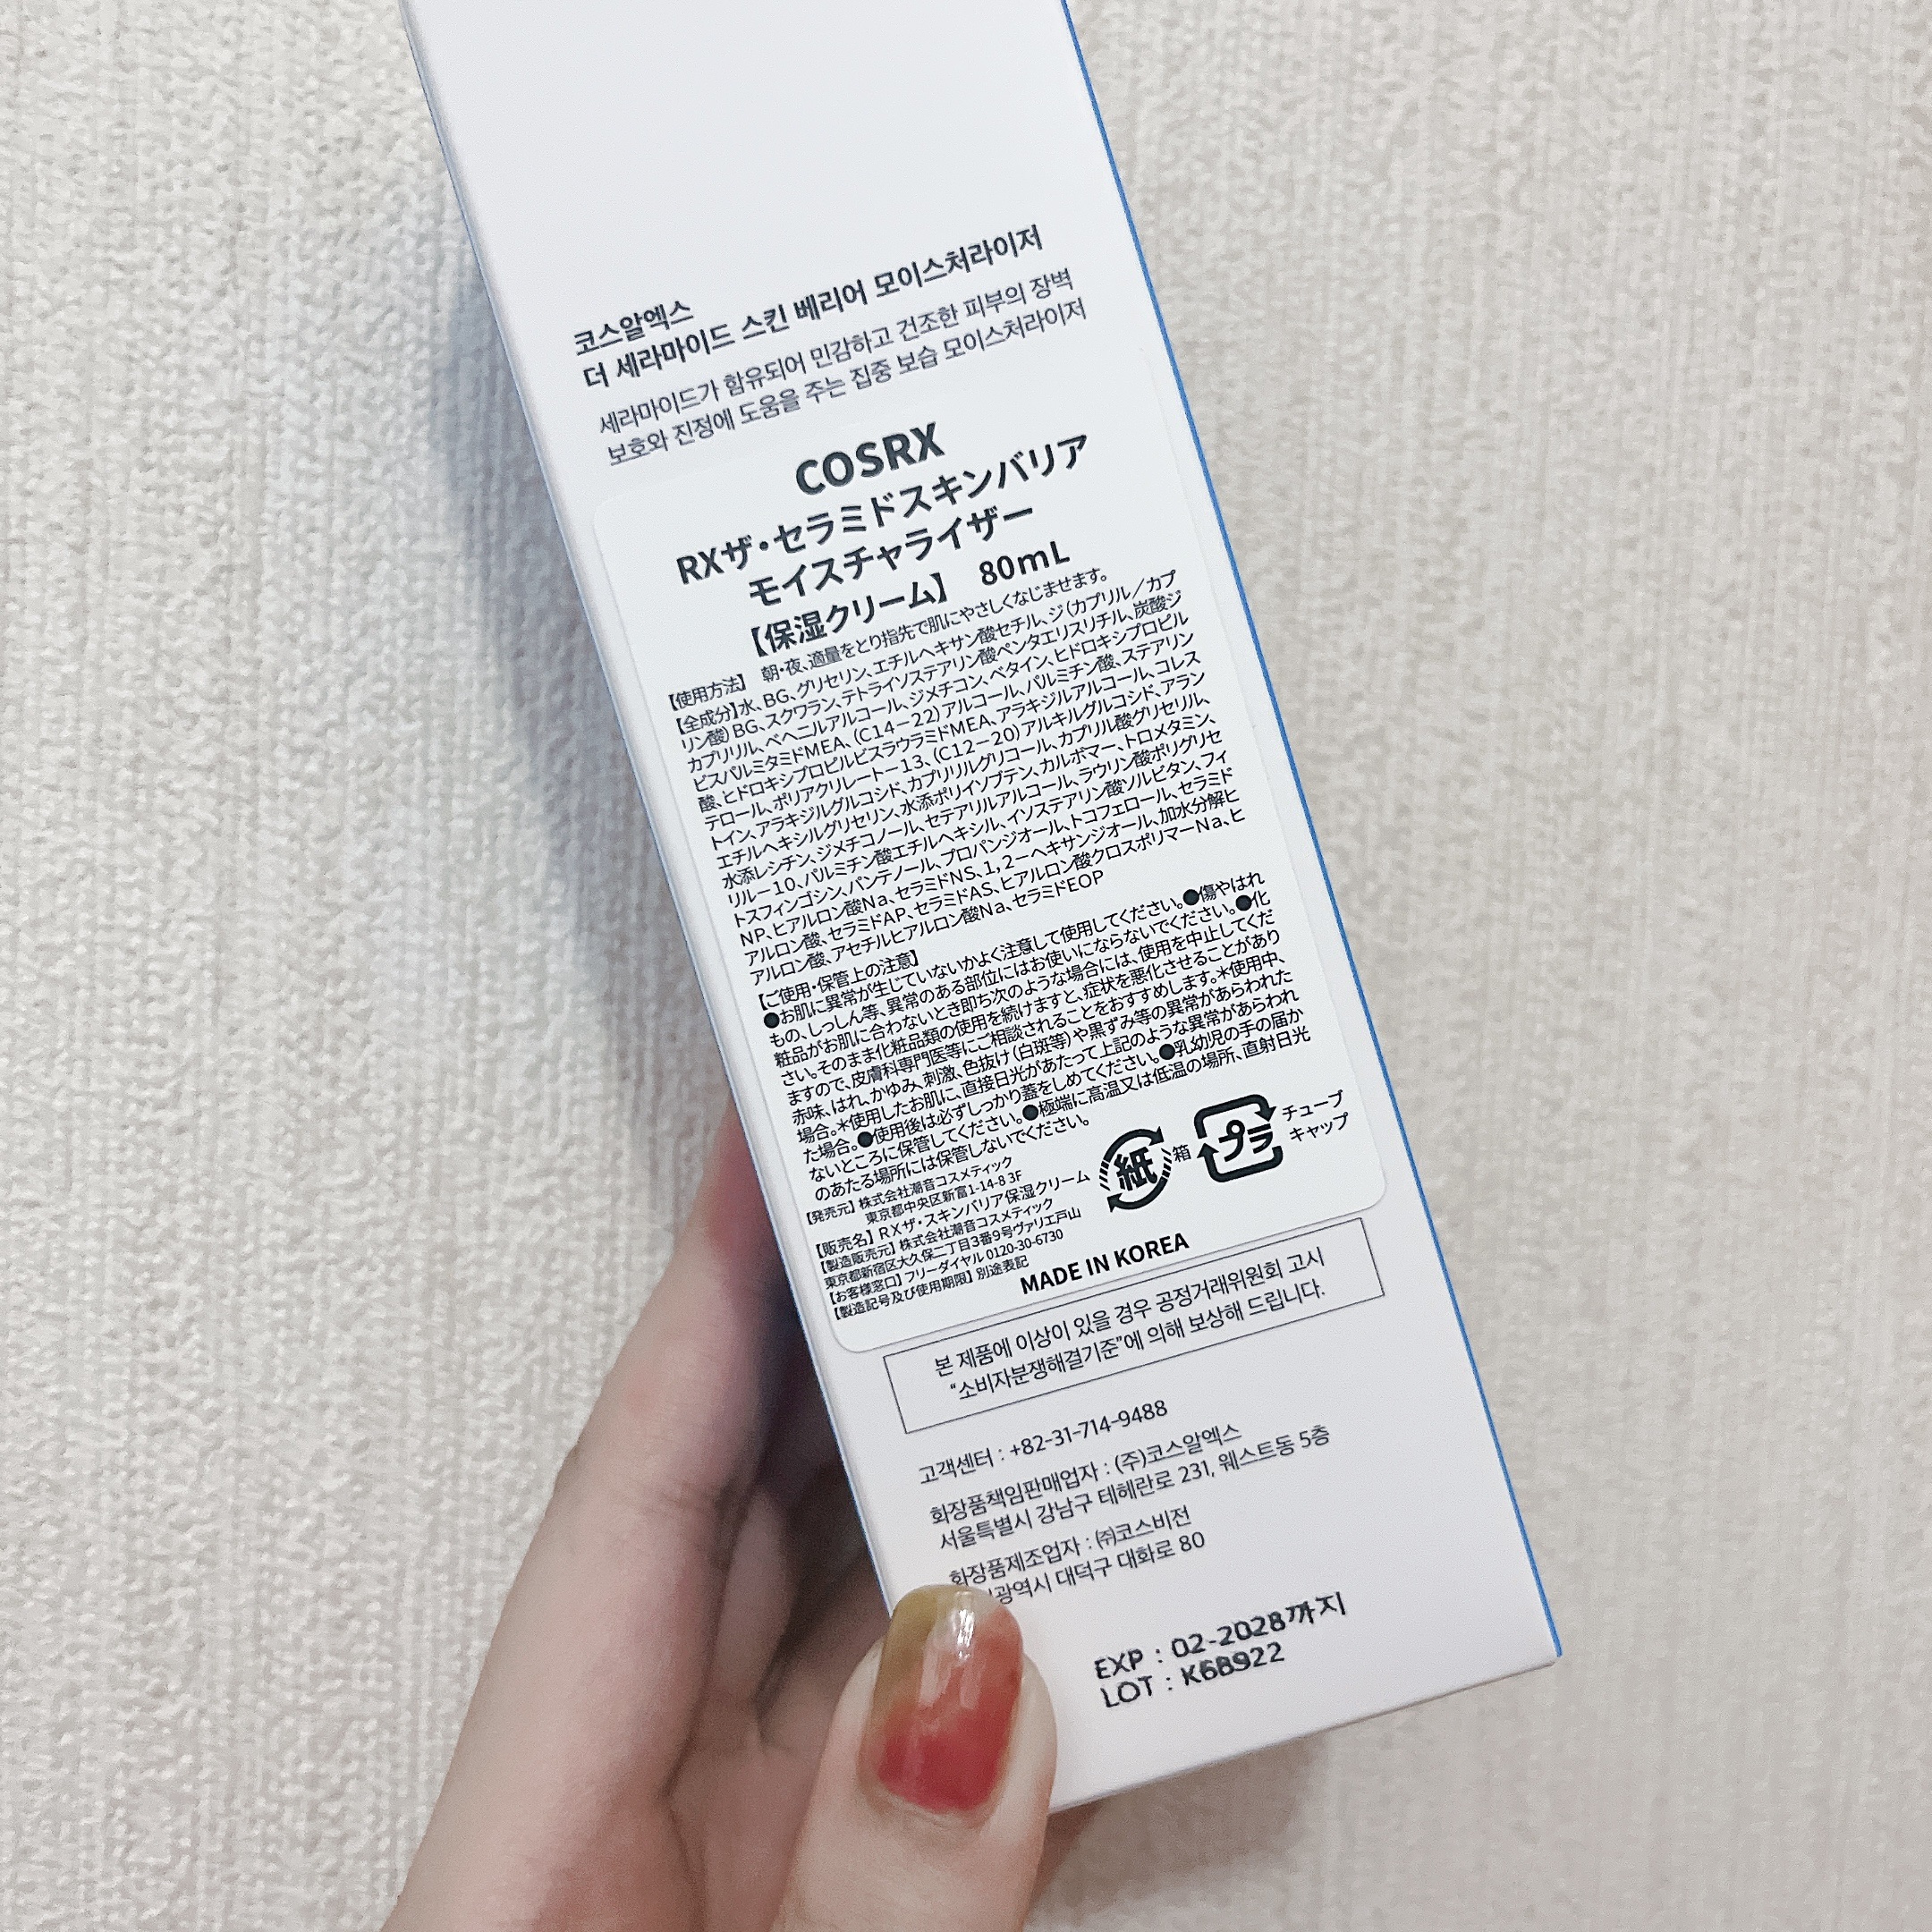 코스알엑스
더 세라마이드 스킨 베리어 모이스처라이저
세라마이드가 함유되어 민감하고 건조한 피부의 장벽
보호와 진정에 도움을 주는 집중 보습 모이스처라이저
COSRX
RXザ・セラミドスキンバリア
モイスチャライザー
【保湿クリーム】 80mL
【使用方法】 朝・夜、適量をとり指先で肌にやさしくなじませます。
【全成分】水、BG、グリセリン、エチルヘキサン酸セチル、ジ(カプリル/カプ
リン酸)BG、スクワラン、テトライソステアリン酸ペンタエリスリチル、炭酸ジ
カプリリル、ベヘニルアルコール、ジメチコン、ベタイン、ヒドロキシプロピル
ビスパルミタミドMEA、(C14-22)アルコール、パルミチン酸、ステアリン
酸、ヒドロキシプロピルビスラウラミドMEA、アラキジルアルコール、コレス
テロール、ポリアクリレート-13、(C12-20)アルキルグルコシド、アラン
トイン、アラキジルグルコシド、カプリリルグリコール、カプリル酸グリセリル、
エチルヘキシルグリセリン、水添ポリイソブテン、カルボマー、トロメタミン、
水添レシチン、ジメチコノール、セテアリルアルコール、ラウリン酸ポリグリセ
リル-10、パルミチン酸エチルヘキシル、イソステアリン酸ソルビタン、フィ
トスフィンゴシン、パンテノール、プロパンジオール、トコフェロール、セラミド
NP、ヒアルロン酸Na、セラミドNS、1,2-ヘキサンジオール、加水分解ヒ
アルロン酸、セラミドAP、セラミドAS、ヒアルロン酸クロスポリマーNa、ヒ
アルロン酸、アセチルヒアルロン酸Na、セラミドEOP
【ご使用・保管上の注意】
●お肌に異常が生じていないかよく注意して使用してください。●傷やはれ
もの、しっしん等、異常のある部位にはお使いにならないでください。●化
粧品がお肌に合わないとき即ち次のような場合には、使用を中止してくだ
さい。そのまま化粧品類の使用を続けますと、症状を悪化させることがあり
ますので、皮膚科専門医等にご相談されることをおすすめします。＊使用中、
赤味、はれ、かゆみ、刺激、色抜け(白斑等)や黒ずみ等の異常があらわれた
場合。＊使用したお肌に、直接日光があたって上記のような異常があらわれ
た場合。●使用後は必ずしっかり蓋をしめてください。●乳幼児の手の届か
ないところに保管してください。●極端に高温又は低温の場所、直射日光
のあたる場所には保管しないでください。
【発売元】株式会社潮音コスメティック
東京都中央区新富1-14-8 3F
【販売名】RXザ・スキンバリア保湿クリーム
【製造販売元】株式会社潮音コスメティック
東京都新宿区大久保二丁目3番9号ヴァリエ戸山
【お客様窓口】フリーダイヤル 0120-30-6730
【製造記号及び使用期限】別途表記
紙 箱 プラ チューブ
キャップ
MADE IN KOREA
본 제품에 이상이 있을 경우 공정거래위원회 고시
“소비자분쟁해결기준”에 의해 보상해 드립니다.
고객센터 : +82-31-714-9488
화장품책임판매업자 : (주)코스알엑스
서울특별시 강남구 테헤란로 231, 웨스트동 5층
화장품제조업자 : ㈜코스비전
광역시 대덕구 대화로 80
EXP : 02-2028까지
LOT : K6B922